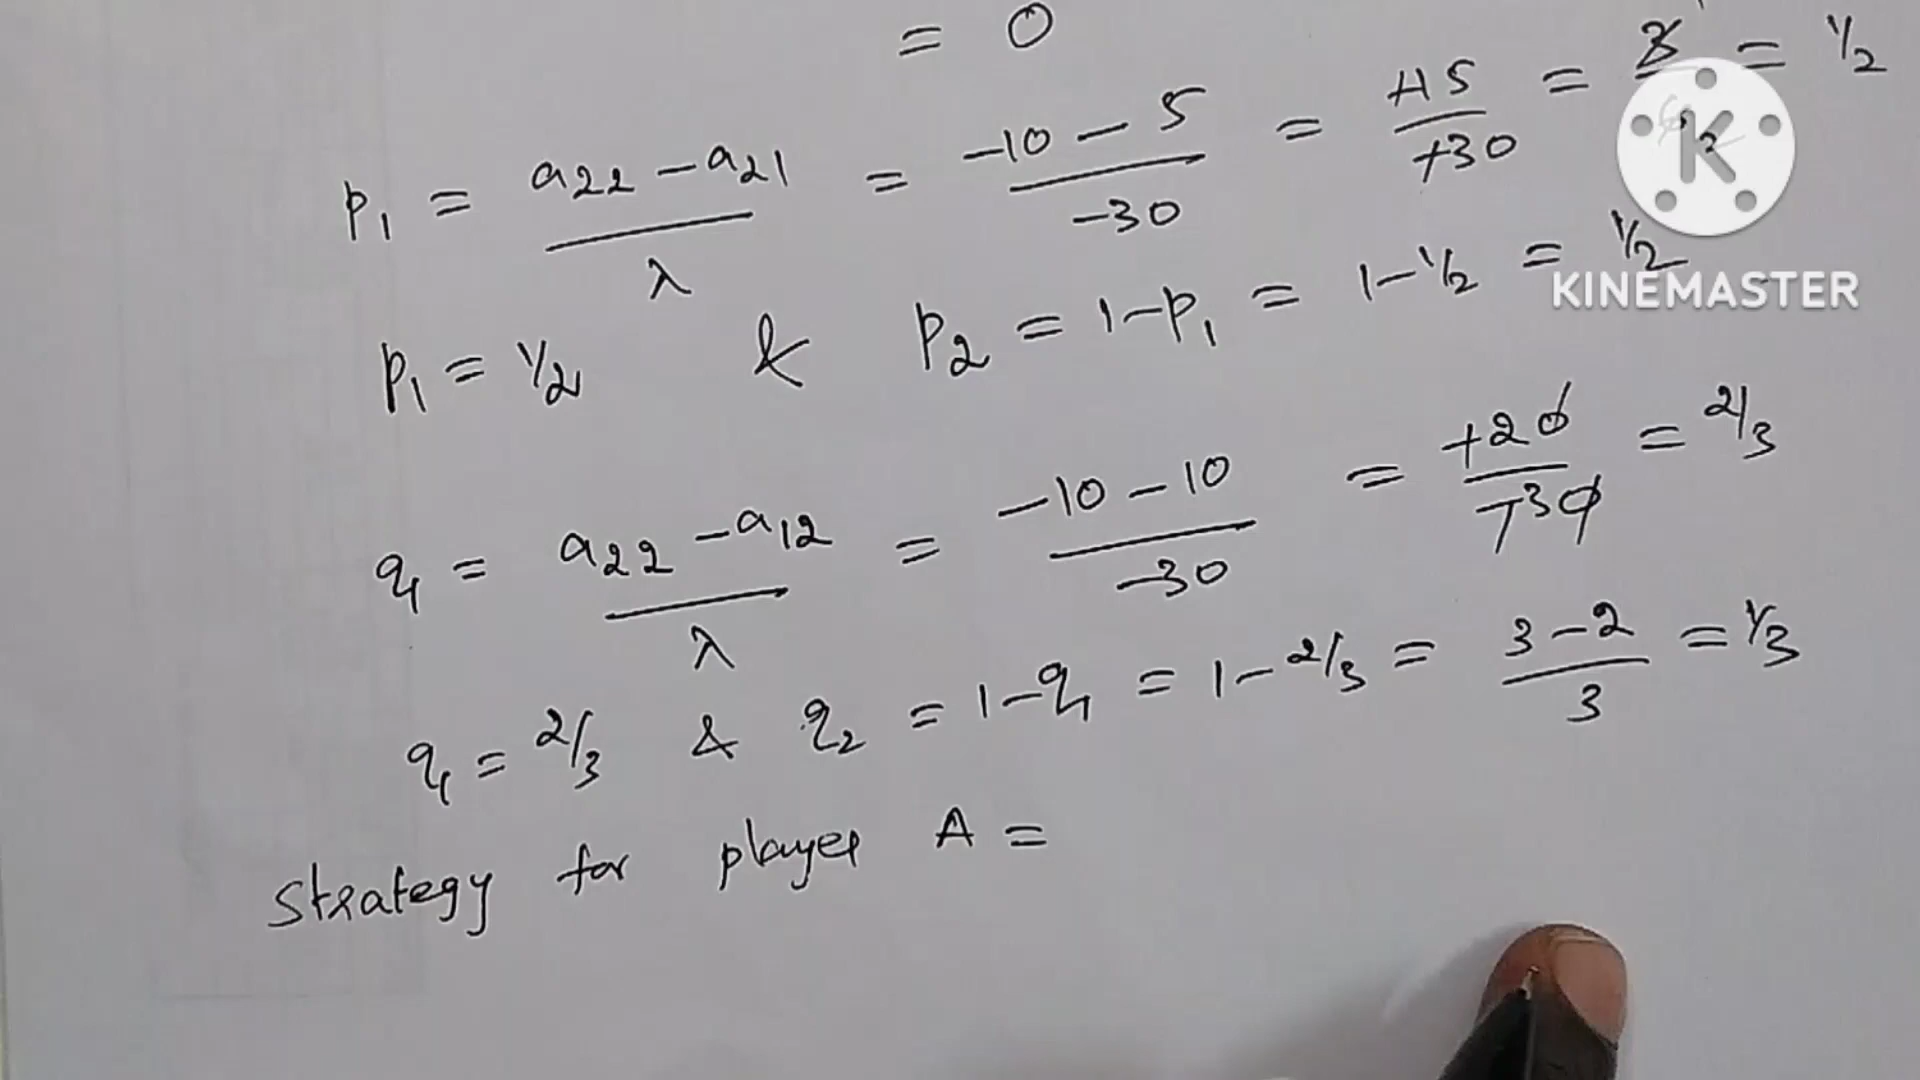 = 0
p1 = a22 - a21 / λ = -10 - 5 / -30 = +15 / +30 = 3 = 1/2
p1 = 1/2 & p2 = 1-p1 = 1-1/2 = 1/2
KINEMASTER
q1 = a22 - a12 / λ = -10 - 10 / -30 = +20 / +30 = 2/3
q1 = 2/3 & q2 = 1-q1 = 1-2/3 = 3-2 / 3 = 1/3
Strategy for player A =